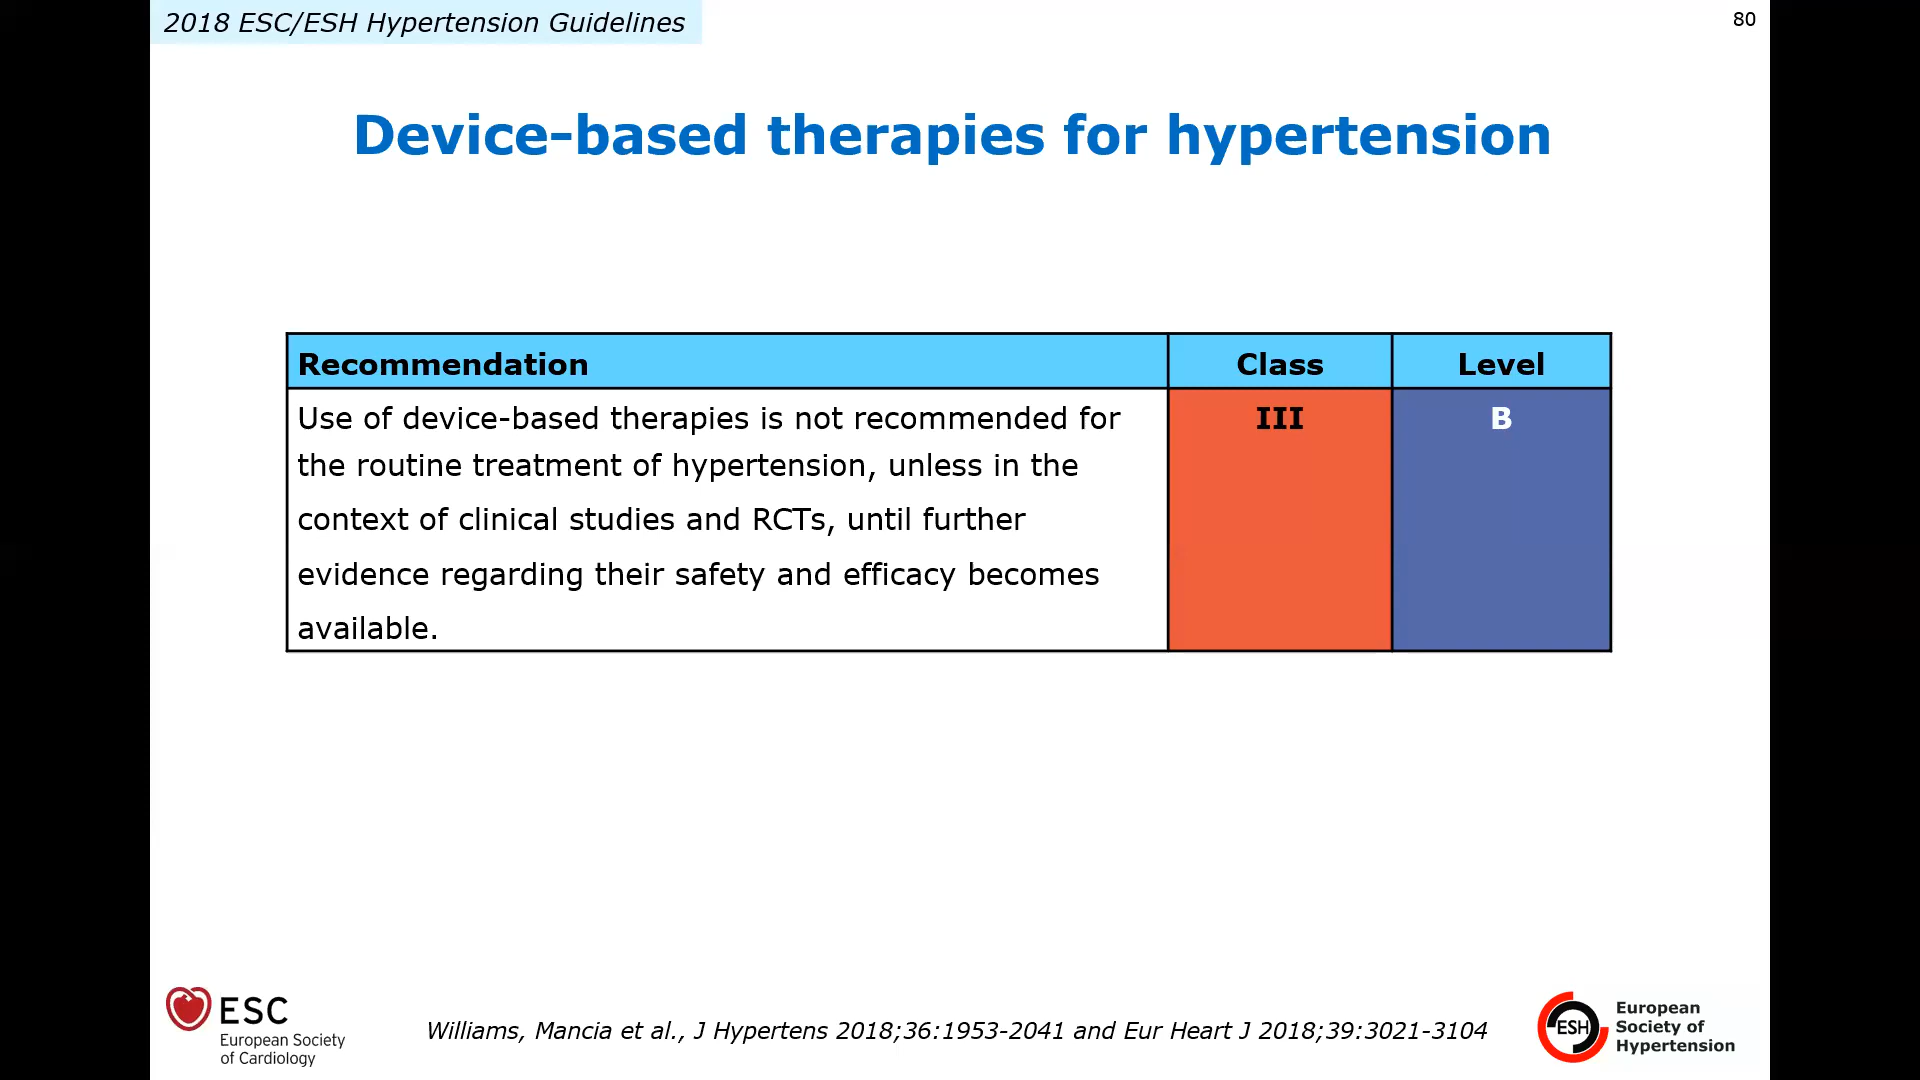 2018 ESC/ESH Hypertension Guidelines
80
Device-based therapies for hypertension
Recommendation Class Level
Use of device-based therapies is not recommended for III B
the routine treatment of hypertension, unless in the
context of clinical studies and RCTs, until further
evidence regarding their safety and efficacy becomes
available.
ESC
European Society
of Cardiology
Williams, Mancia et al., J Hypertens 2018;36:1953-2041 and Eur Heart J 2018;39:3021-3104
ESH
European
Society of
Hypertension